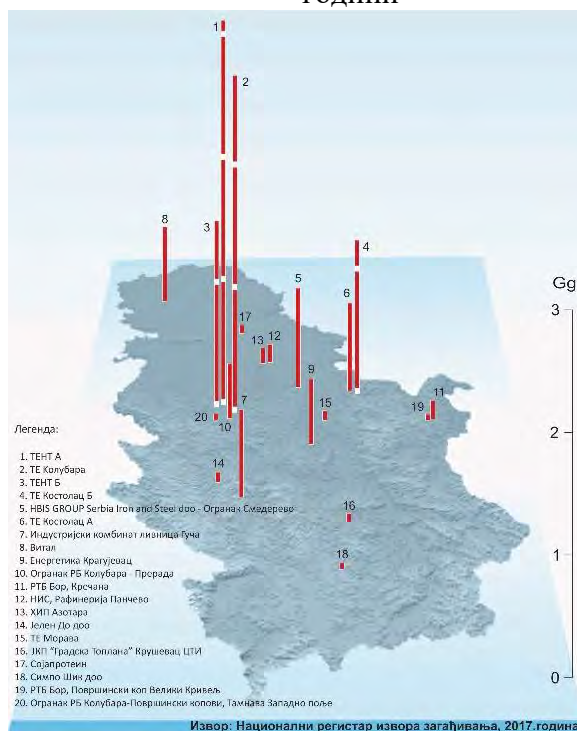 години
1
2
3
8
4
5
6
Gg
3
17
13 12
9
11
15
19
7
20
10
2
Легенда:
14
1. ТЕНТ А
2. ТЕ Колубара
3. ТЕНТ Б
4. ТЕ Костолац Б
5. HBIS GROUP Serbia Iron and Steel doo - Огранак Смедерево
6. ТЕ Костолац А
16
7. Индустријски комбинат ливница Гуча
8. Витал
1
9. Енергетика Крагујевац
18
10. Огранак РБ Колубара - Прерада
11. РТБ Бор, Кречана
12. НИС, Рафинерија Панчево
13. ХИП Азотара
14. Јелен До доо
15. ТЕ Морава
16. ЈКП "Градска Топлана" Крушевац ЦТИ
17. Сојапротеин
0
18. Симпо Шик доо
19. РТБ Бор, Површински коп Велики Кривељ
20. Огранак РБ Колубара-Површински копови, Тамнава Западно поље
Извор: Национални регистар извора загађивања, 2017.година